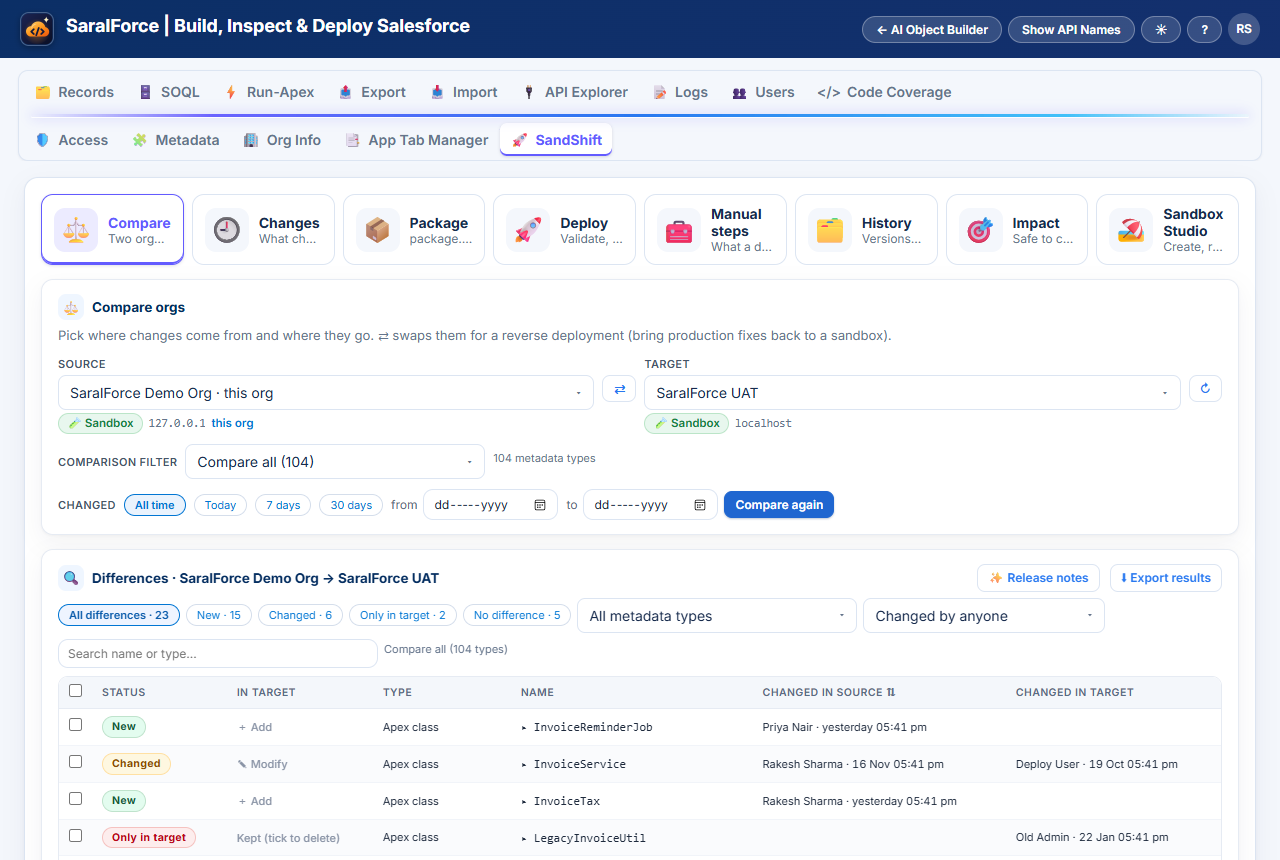 SaralForce | Build, Inspect & Deploy Salesforce
← AI Object Builder
Show API Names
?
RS
Records
SOQL
Run-Apex
Export
Import
API Explorer
Logs
Users
</> Code Coverage
Access
Metadata
Org Info
App Tab Manager
SandShift
Compare
Two org...
Changes
What ch...
Package
package....
Deploy
Validate, ...
Manual steps
What a d...
History
Versions...
Impact
Safe to c...
Sandbox Studio
Create, r...
Compare orgs
Pick where changes come from and where they go. ⇄ swaps them for a reverse deployment (bring production fixes back to a sandbox).
SOURCE
TARGET
SaralForce Demo Org · this org
⇄
SaralForce UAT
↻
Sandbox 127.0.0.1 this org
Sandbox localhost
COMPARISON FILTER Compare all (104) 104 metadata types
CHANGED All time Today 7 days 30 days from dd-----yyyy to dd-----yyyy Compare again
Differences · SaralForce Demo Org → SaralForce UAT
Release notes
⬇ Export results
All differences · 23
New · 15
Changed · 6
Only in target · 2
No difference · 5
All metadata types
Changed by anyone
Search name or type...
Compare all (104 types)
STATUS IN TARGET TYPE NAME CHANGED IN SOURCE ⇅ CHANGED IN TARGET
New + Add Apex class ▸ InvoiceReminderJob Priya Nair · yesterday 05:41 pm
Changed ✎ Modify Apex class ▸ InvoiceService Rakesh Sharma · 16 Nov 05:41 pm Deploy User · 19 Oct 05:41 pm
New + Add Apex class ▸ InvoiceTax Rakesh Sharma · yesterday 05:41 pm
Only in target Kept (tick to delete) Apex class ▸ LegacyInvoiceUtil Old Admin · 22 Jan 05:41 pm